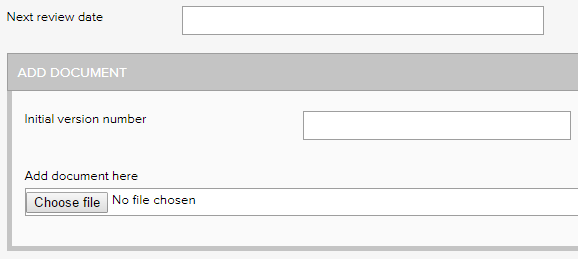 Next review date
ADD DOCUMENT
Initial version number
Add document here
Choose file No file chosen